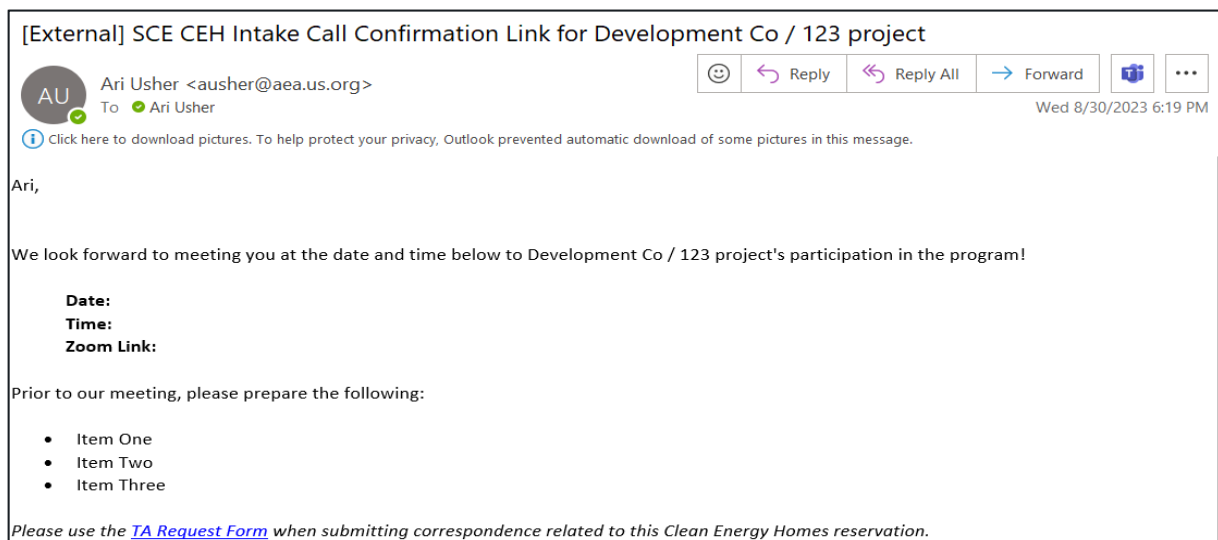 [External] SCE CEH Intake Call Confirmation Link for Development Co / 123 project
AU
Ari Usher <ausher@aea.us.org>
To Ari Usher
Reply
Reply All
Forward
Wed 8/30/2023 6:19 PM
Click here to download pictures. To help protect your privacy, Outlook prevented automatic download of some pictures in this message.
Ari,
We look forward to meeting you at the date and time below to Development Co / 123 project's participation in the program!
Date:
Time:
Zoom Link:
Prior to our meeting, please prepare the following:
• Item One
• Item Two
• Item Three
Please use the TA Request Form when submitting correspondence related to this Clean Energy Homes reservation.